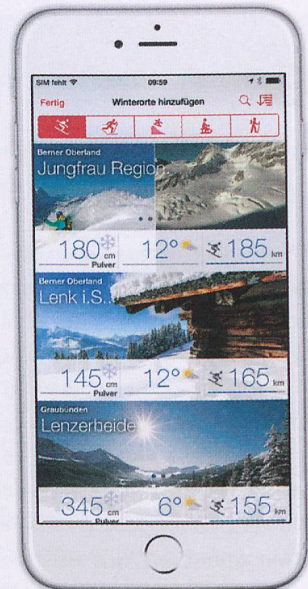 SIM fehlt 09:59
Fertig Winterorte hinzufügen
Berner Oberland
Jungfrau Region
180 cm 12° 185 km
Pulver
Berner Oberland
Lenk i.S.
145 cm 12° 165 km
Pulver
Graubünden
Lenzerheide
345 cm 6° 155 km
Pulver